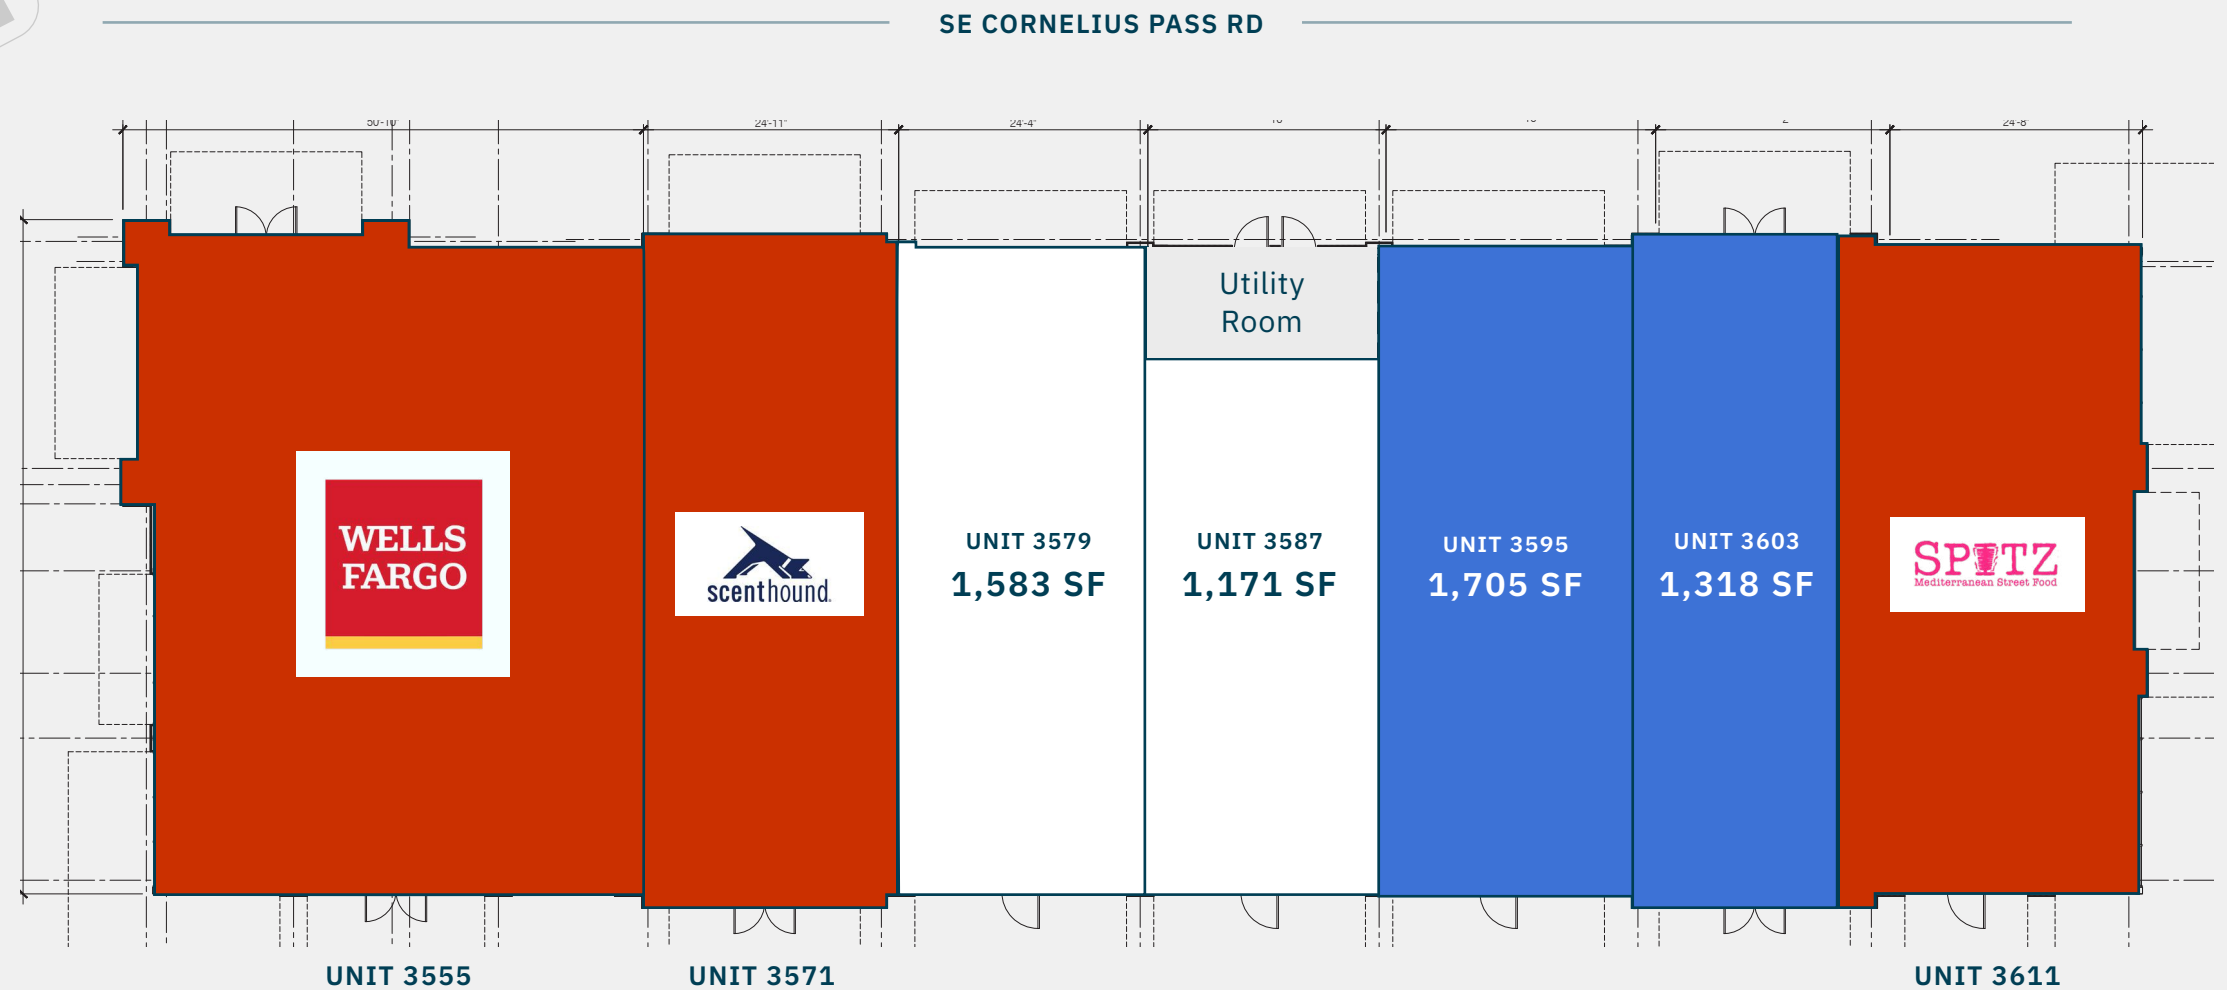 SE CORNELIUS PASS RD
50'-10"
24'-11"
24'-4"
24'-8"
Utility
Room
WELLS
FARGO
scenthound
UNIT 3579
1,583 SF
UNIT 3587
1,171 SF
UNIT 3595
1,705 SF
UNIT 3603
1,318 SF
SPITZ
Mediterranean Street Food
UNIT 3555
UNIT 3571
UNIT 3611